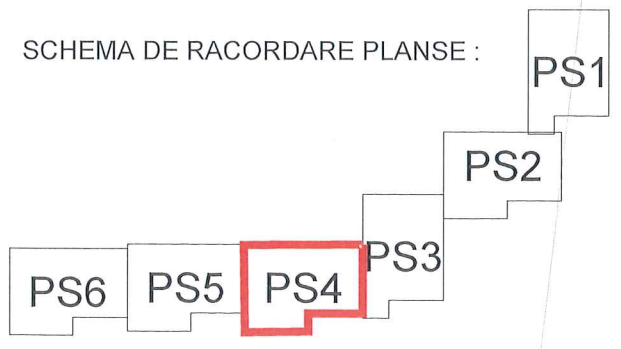 SCHEMA DE RACORDARE PLANSE :
PS1
PS2
PS3
PS6 PS5 PS4